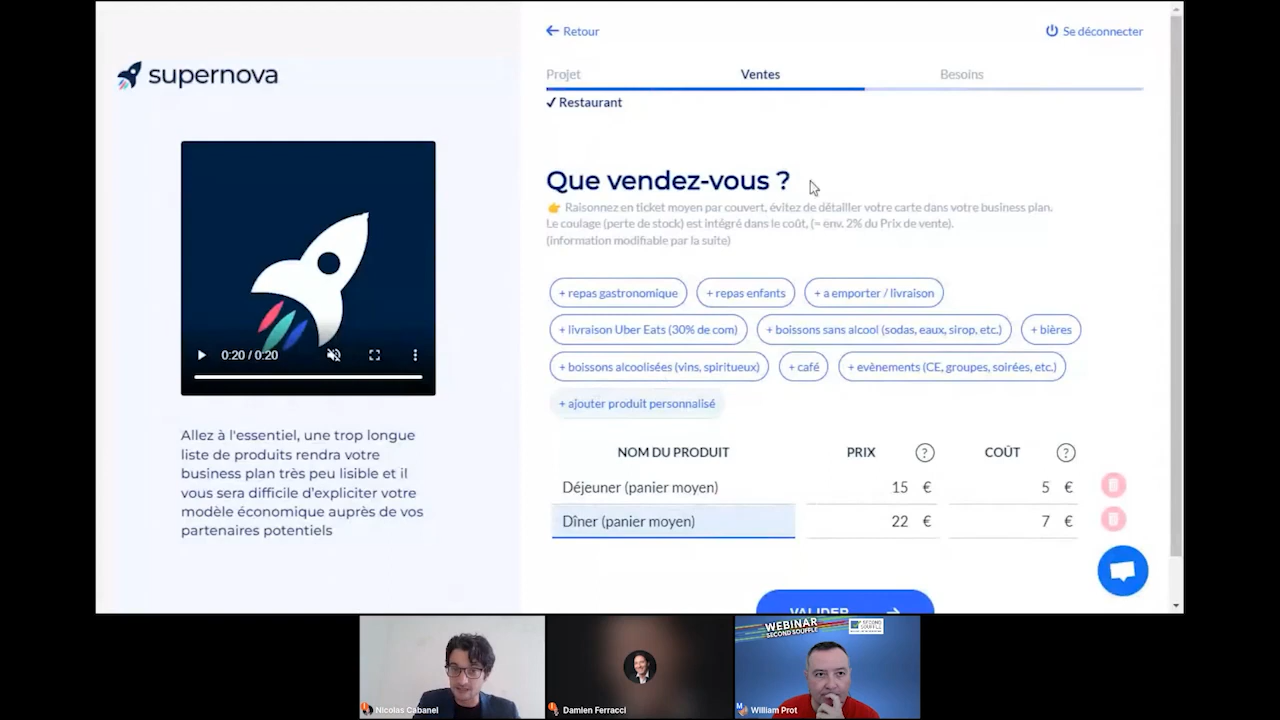 Retour
Se déconnecter
supernova
Projet
Ventes
Besoins
✓ Restaurant
Que vendez-vous ?
👉 Raisonnez en ticket moyen par couvert, évitez de détailler votre carte dans votre business plan.
Le coulage (perte de stock) est intégré dans le coût, (= env. 2% du Prix de vente).
(information modifiable par la suite)
+ repas gastronomique
+ repas enfants
+ a emporter / livraison
+ livraison Uber Eats (30% de com)
+ boissons sans alcool (sodas, eaux, sirop, etc.)
+ bières
+ boissons alcoolisées (vins, spiritueux)
+ café
+ evènements (CE, groupes, soirées, etc.)
+ ajouter produit personnalisé
0:20 / 0:20
Allez à l'essentiel, une trop longue
liste de produits rendra votre
business plan très peu lisible et il
vous sera difficile d'expliciter votre
modèle économique auprès de vos
partenaires potentiels
NOM DU PRODUIT PRIX ? COÛT ?
Déjeuner (panier moyen) 15 € 5 €
Dîner (panier moyen) 22 € 7 €
VALIDER
WEBINAR
SECOND SOUFFLE
SECOND
SOUFFLE
Nicolas Cabanel
Damien Ferracci
William Prot